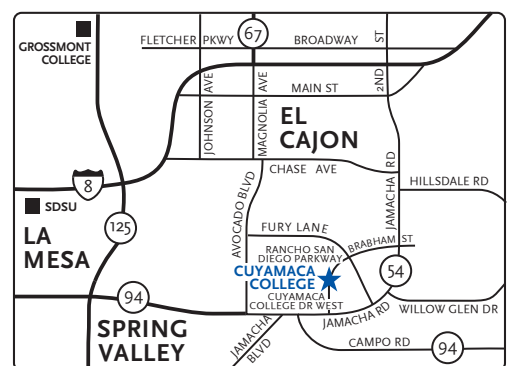 GROSSMONT
COLLEGE
FLETCHER PKWY
67
BROADWAY
2ND ST
JOHNSON AVE
MAGNOLIA AVE
MAIN ST
EL
CAJON
CHASE AVE
8
HILLSDALE RD
JAMACHA RD
SDSU
125
AVOCADO BLVD
FURY LANE
LA
MESA
RANCHO SAN
DIEGO PARKWAY
BRABHAM ST
CUYAMACA
COLLEGE
54
94
CUYAMACA
COLLEGE DR WEST
WILLOW GLEN DR
JAMACHA RD
SPRING
VALLEY
JAMACHA
BLVD
CAMPO RD
94